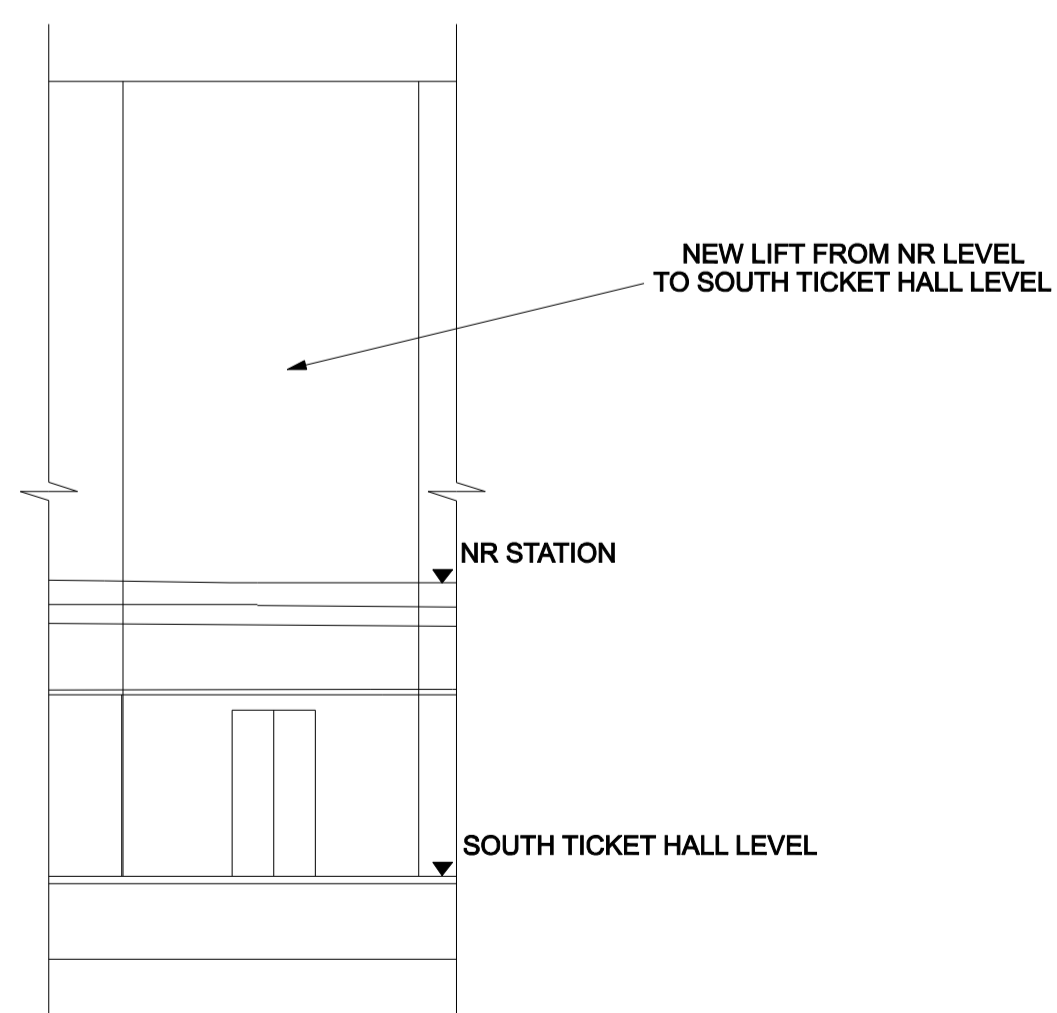 NEW LIFT FROM NR LEVEL
TO SOUTH TICKET HALL LEVEL
NR STATION
SOUTH TICKET HALL LEVEL